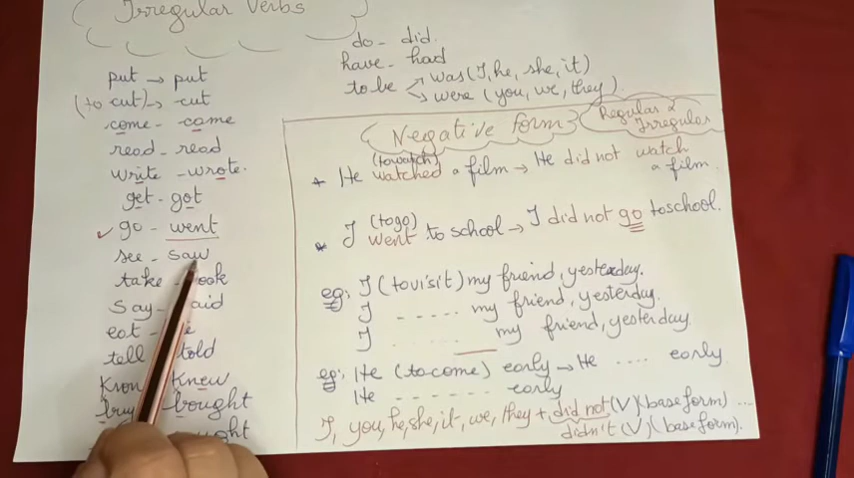 Irregular Verbs
put → put
(to cut) → cut
come - come
read - read
write - wrote.
get - got
✓ go - went
see - saw
take - ook
Say - aid
eat -
tell told
Know Knew
buy bought
ught
do - did.
have - had
to be was (I, he, she, it)
were (you, we, they).
Negative form
Regular &
Irregular
(to watch)
* He watched a film → He did not watch
a film.
(to go)
* I went to school → I did not go to school.
eg: I (to visit) my friend, yesterday.
I ..... my friend, yesterday.
I ..... my friend, yesterday.
eg: He (to come) early → He .... early
He - - - - - - early
I, you, he, she, it, we, they + did not (V) (base form) ...
didn't (V) (base form).